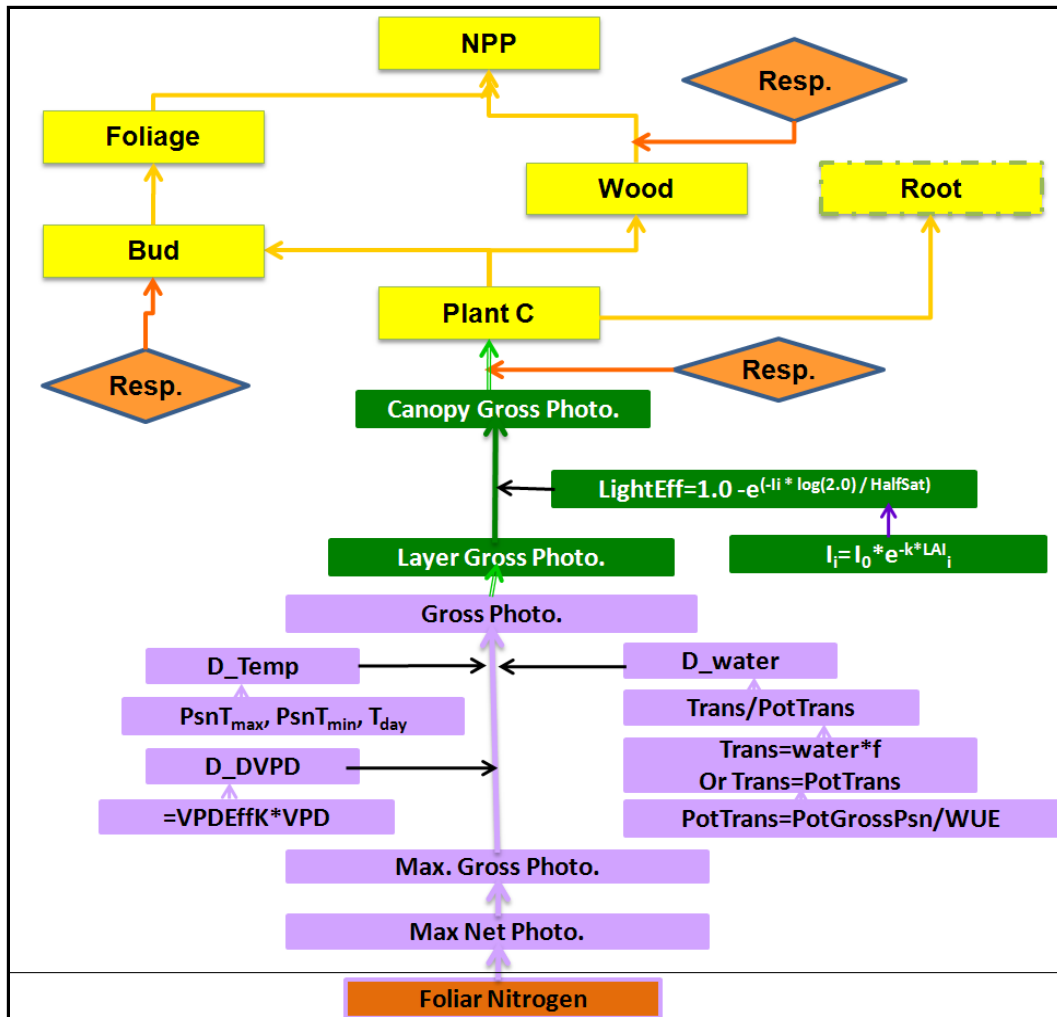 NPP
Resp.
Foliage
Wood
Root
Bud
Plant C
Resp.
Resp.
Canopy Gross Photo.
LightEff=1.0 -e(-Ii * log(2.0) / HalfSat)
Layer Gross Photo.
Ii= I0*e-k*LAIi
Gross Photo.
D_Temp
D_water
PsnTmax, PsnTmin, Tday
Trans/PotTrans
D_DVPD
Trans=water*f
Or Trans=PotTrans
=VPDEffK*VPD
PotTrans=PotGrossPsn/WUE
Max. Gross Photo.
Max Net Photo.
Foliar Nitrogen